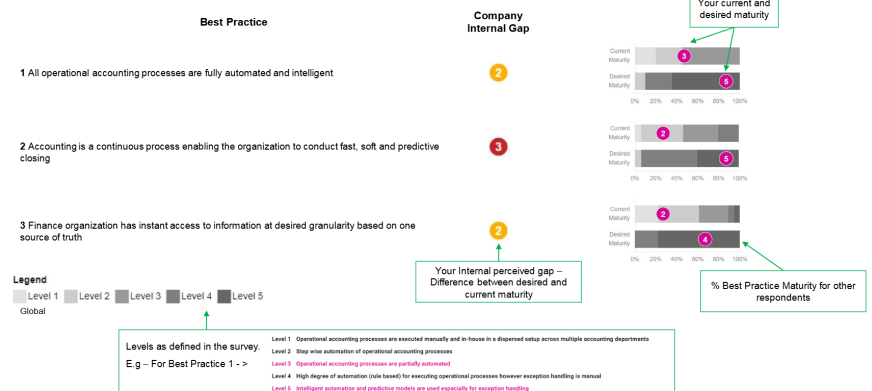 Your current and
desired maturity
Best Practice
Company
Internal Gap
1 All operational accounting processes are fully automated and intelligent
2
Current
Maturity
3
Desired
Maturity
5
0% 20% 40% 60% 80% 100%
2 Accounting is a continuous process enabling the organization to conduct fast, soft and predictive
closing
3
Current
Maturity
2
Desired
Maturity
5
0% 20% 40% 60% 80% 100%
3 Finance organization has instant access to information at desired granularity based on one
source of truth
2
Current
Maturity
2
Desired
Maturity
4
0% 20% 40% 60% 80% 100%
Your Internal perceived gap –
Difference between desired and
current maturity
% Best Practice Maturity for other
respondents
Legend
Level 1 Level 2 Level 3 Level 4 Level 5
Global
Levels as defined in the survey.
E.g – For Best Practice 1 - >
Level 1 Operational accounting processes are executed manually and in-house in a dispersed setup across multiple accounting departments
Level 2 Step wise automation of operational accounting processes
Level 3 Operational accounting processes are partially automated
Level 4 High degree of automation (rule based) for executing operational processes however exception handling is manual
Level 5 Intelligent automation and predictive models are used especially for exception handling